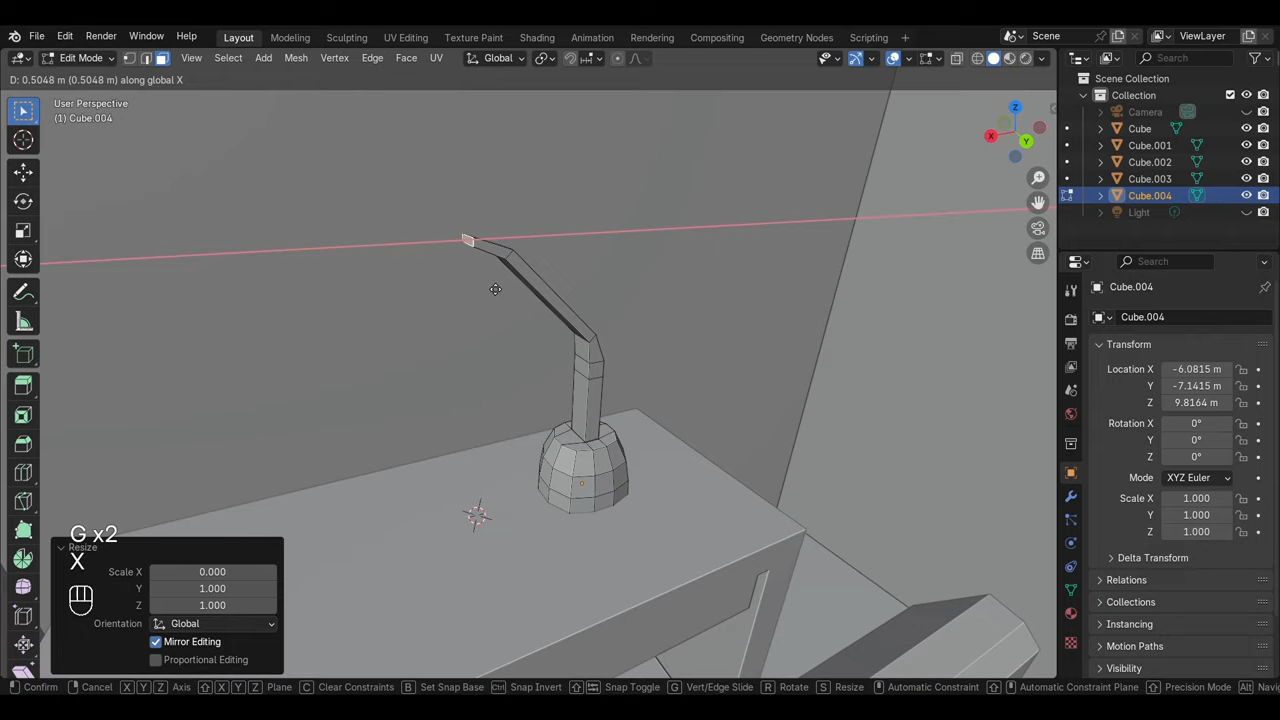 File Edit Render Window Help Layout Modeling Sculpting UV Editing Texture Paint Shading Animation Rendering Compositing Geometry Nodes Scripting + Scene ViewLayer
Edit Mode View Select Add Mesh Vertex Edge Face UV Global Search
D: 0.5048 m (0.5048 m) along global X
User Perspective
(1) Cube.004
Z
X
Y
Scene Collection
Collection
Camera
Cube
Cube.001
Cube.002
Cube.003
Cube.004
Light
Search
Cube.004
Cube.004
Transform
Location X -6.0815 m
Y -7.1415 m
Z 9.8164 m
Rotation X 0°
Y 0°
Z 0°
Mode XYZ Euler
Scale X 1.000
Y 1.000
Z 1.000
Delta Transform
Relations
Collections
Instancing
Motion Paths
Visibility
G x2
X
Resize
Scale X 0.000
Y 1.000
Z 1.000
Orientation Global
Mirror Editing
Proportional Editing
Confirm Cancel X Y Z Axis X Y Z Plane C Clear Constraints B Set Snap Base Ctrl Snap Invert Snap Toggle G Vert/Edge Slide R Rotate S Resize Automatic Constraint Automatic Constraint Plane Precision Mode Alt Navig